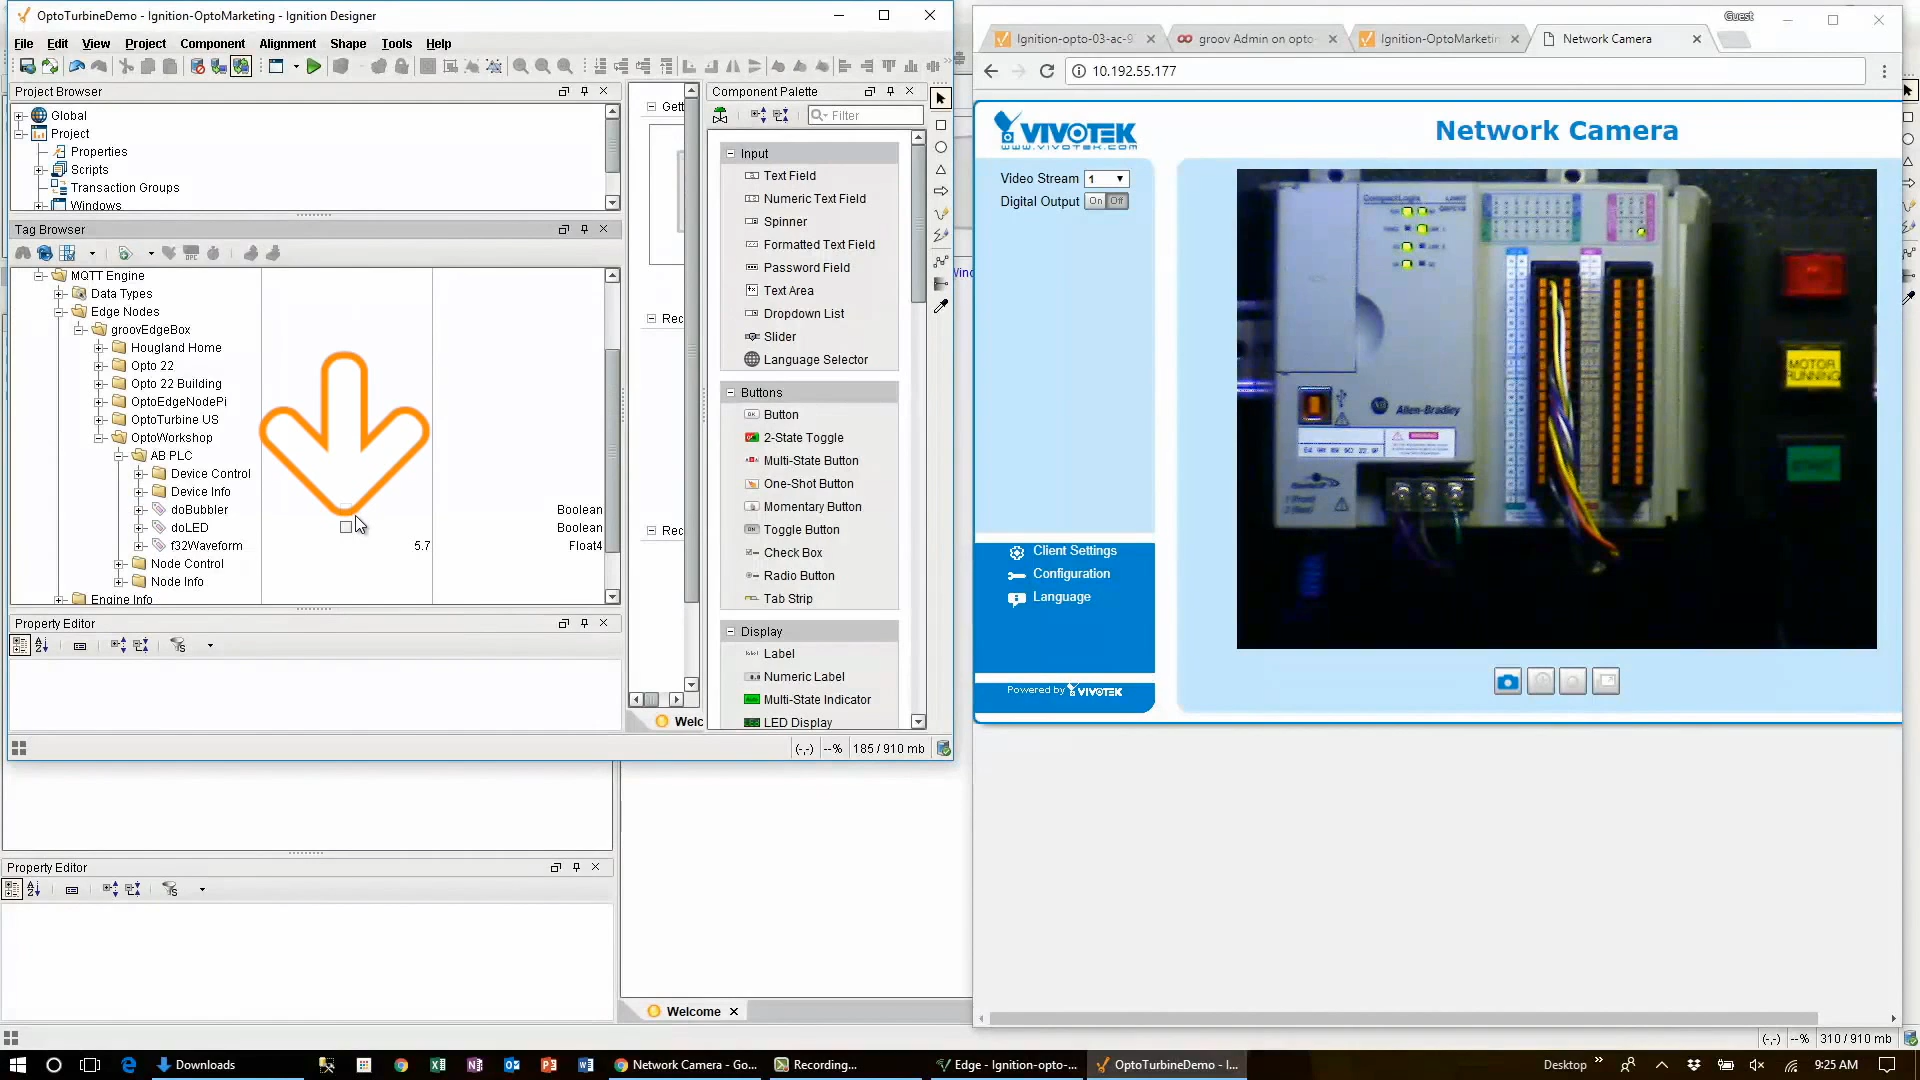 OptoTurbineDemo - Ignition-OptoMarketing - Ignition Designer
File Edit View Project Component Alignment Shape Tools Help
Project Browser
Global
Project
Properties
Scripts
Transaction Groups
Windows
Tag Browser
MQTT Engine
Data Types
Edge Nodes
groovEdgeBox
Hougland Home
Opto 22
Opto 22 Building
OptoEdgeNodePi
OptoTurbine US
OptoWorkshop
AB PLC
Device Control
Device Info
doBubbler Boolean
doLED Boolean
f32Waveform 5.7 Float4
Node Control
Node Info
Engine Info
Property Editor
Gett
Rec
Rec
Welc
Component Palette
Filter
Input
Text Field
Numeric Text Field
Spinner
Formatted Text Field
Password Field
Text Area
Dropdown List
Slider
Language Selector
Buttons
Button
2-State Toggle
Multi-State Button
One-Shot Button
Momentary Button
Toggle Button
Check Box
Radio Button
Tab Strip
Display
Label
Numeric Label
Multi-State Indicator
LED Display
(-,-) --% 185 / 910 mb
Property Editor
Welcome
Guest
Ignition-opto-03-ac-9
groov Admin on opto-
Ignition-OptoMarketin
Network Camera
10.192.55.177
VIVOTEK
www.vivotek.com
Network Camera
Video Stream 1
Digital Output On Off
Client Settings
Configuration
Language
Powered by VIVOTEK
CompactLogix
Allen-Bradley
MOTOR
RUNNING
START
(-,-) --% 310 / 910 mb
Downloads
Network Camera - Go...
Recording...
Edge - Ignition-opto-...
OptoTurbineDemo - I...
Desktop
9:25 AM